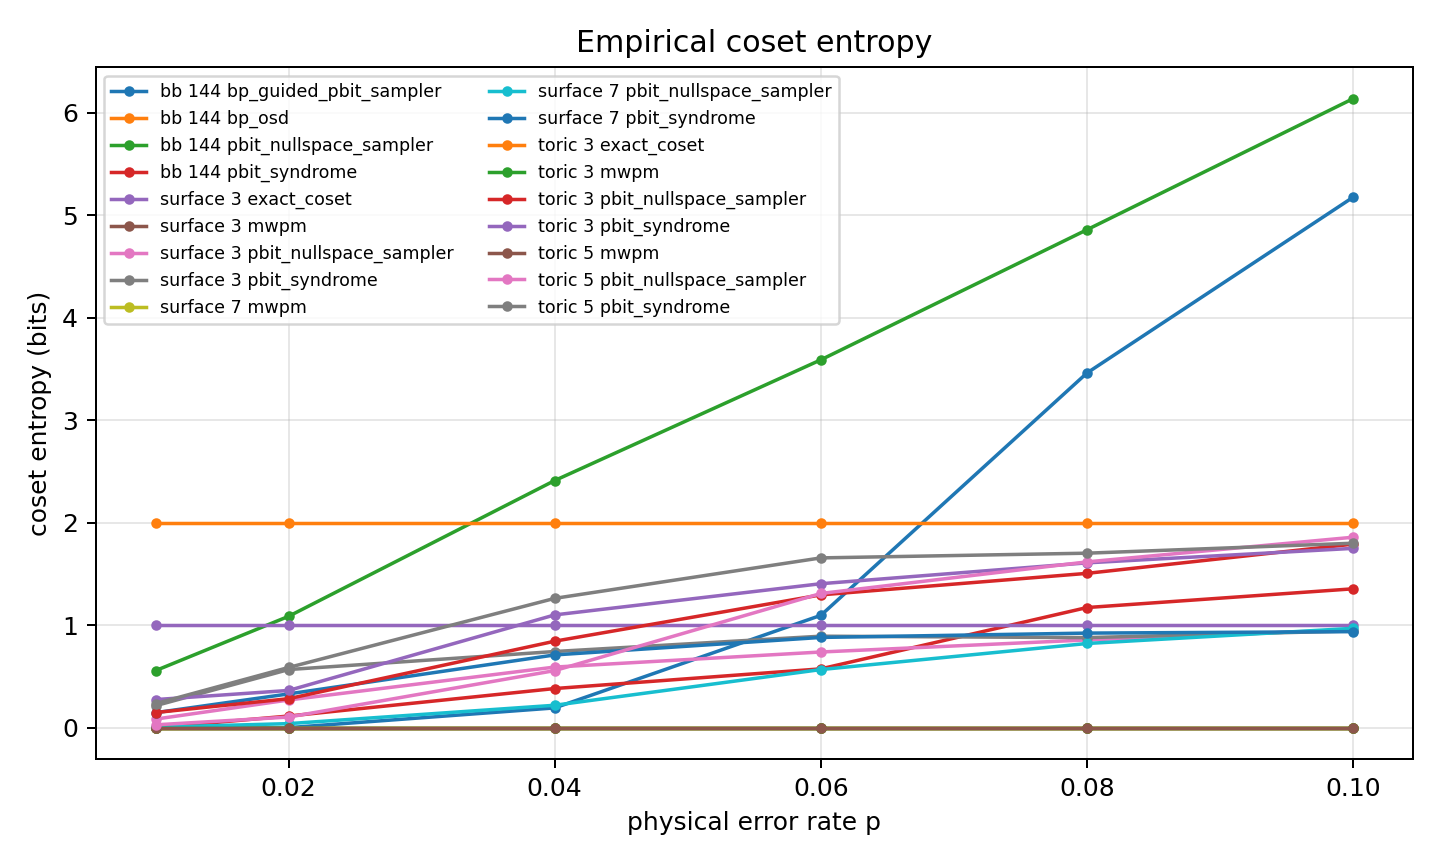 Empirical coset entropy
bb 144 bp_guided_pbit_sampler
bb 144 bp_osd
bb 144 pbit_nullspace_sampler
bb 144 pbit_syndrome
surface 3 exact_coset
surface 3 mwpm
surface 3 pbit_nullspace_sampler
surface 3 pbit_syndrome
surface 7 mwpm
surface 7 pbit_nullspace_sampler
surface 7 pbit_syndrome
toric 3 exact_coset
toric 3 mwpm
toric 3 pbit_nullspace_sampler
toric 3 pbit_syndrome
toric 5 mwpm
toric 5 pbit_nullspace_sampler
toric 5 pbit_syndrome
coset entropy (bits)
6
5
4
3
2
1
0
0.02 0.04 0.06 0.08 0.10
physical error rate p